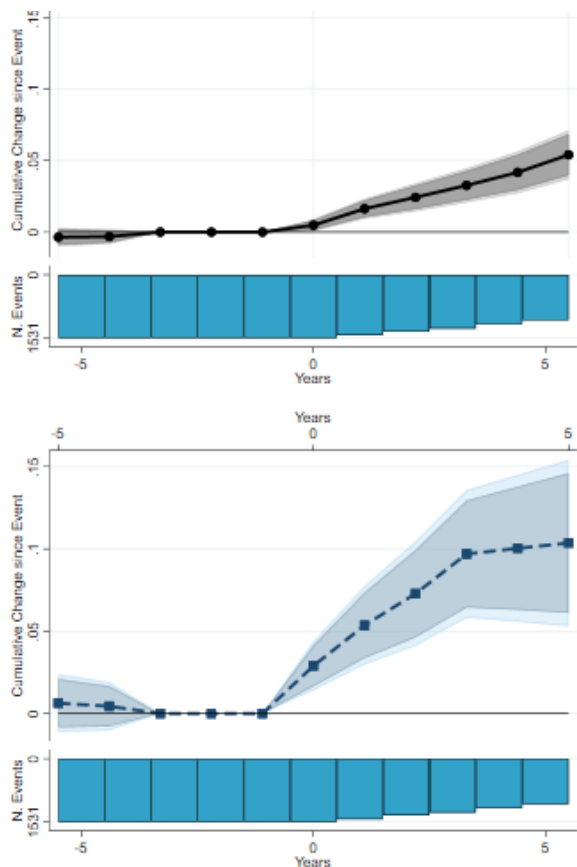 Cumulative Change since Event
.15
.1
.05
0
N. Events
0
1531
-5 0 5
Years
Years
-5 0 5
Cumulative Change since Event
.15
.1
.05
0
N. Events
0
1531
-5 0 5
Years